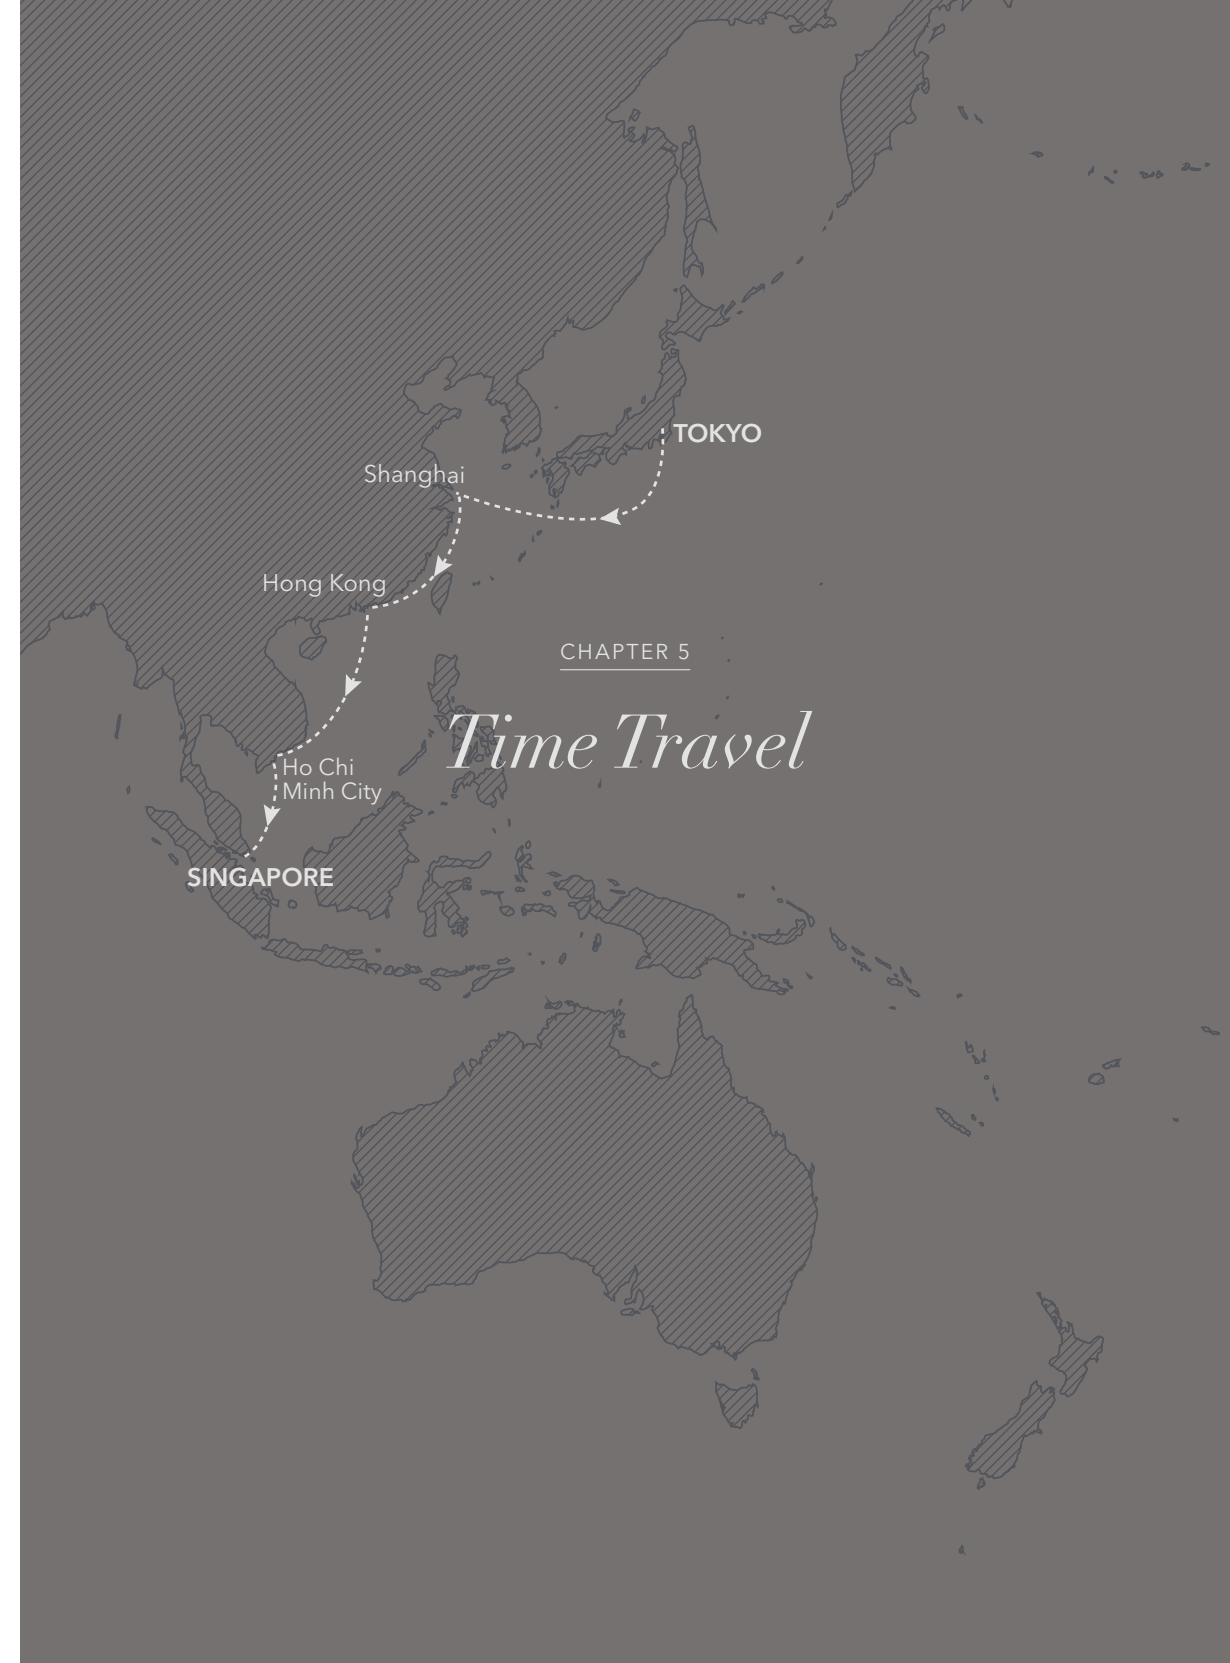 TOKYO
Shanghai
Hong Kong
CHAPTER 5
Time Travel
Ho Chi
Minh City
SINGAPORE